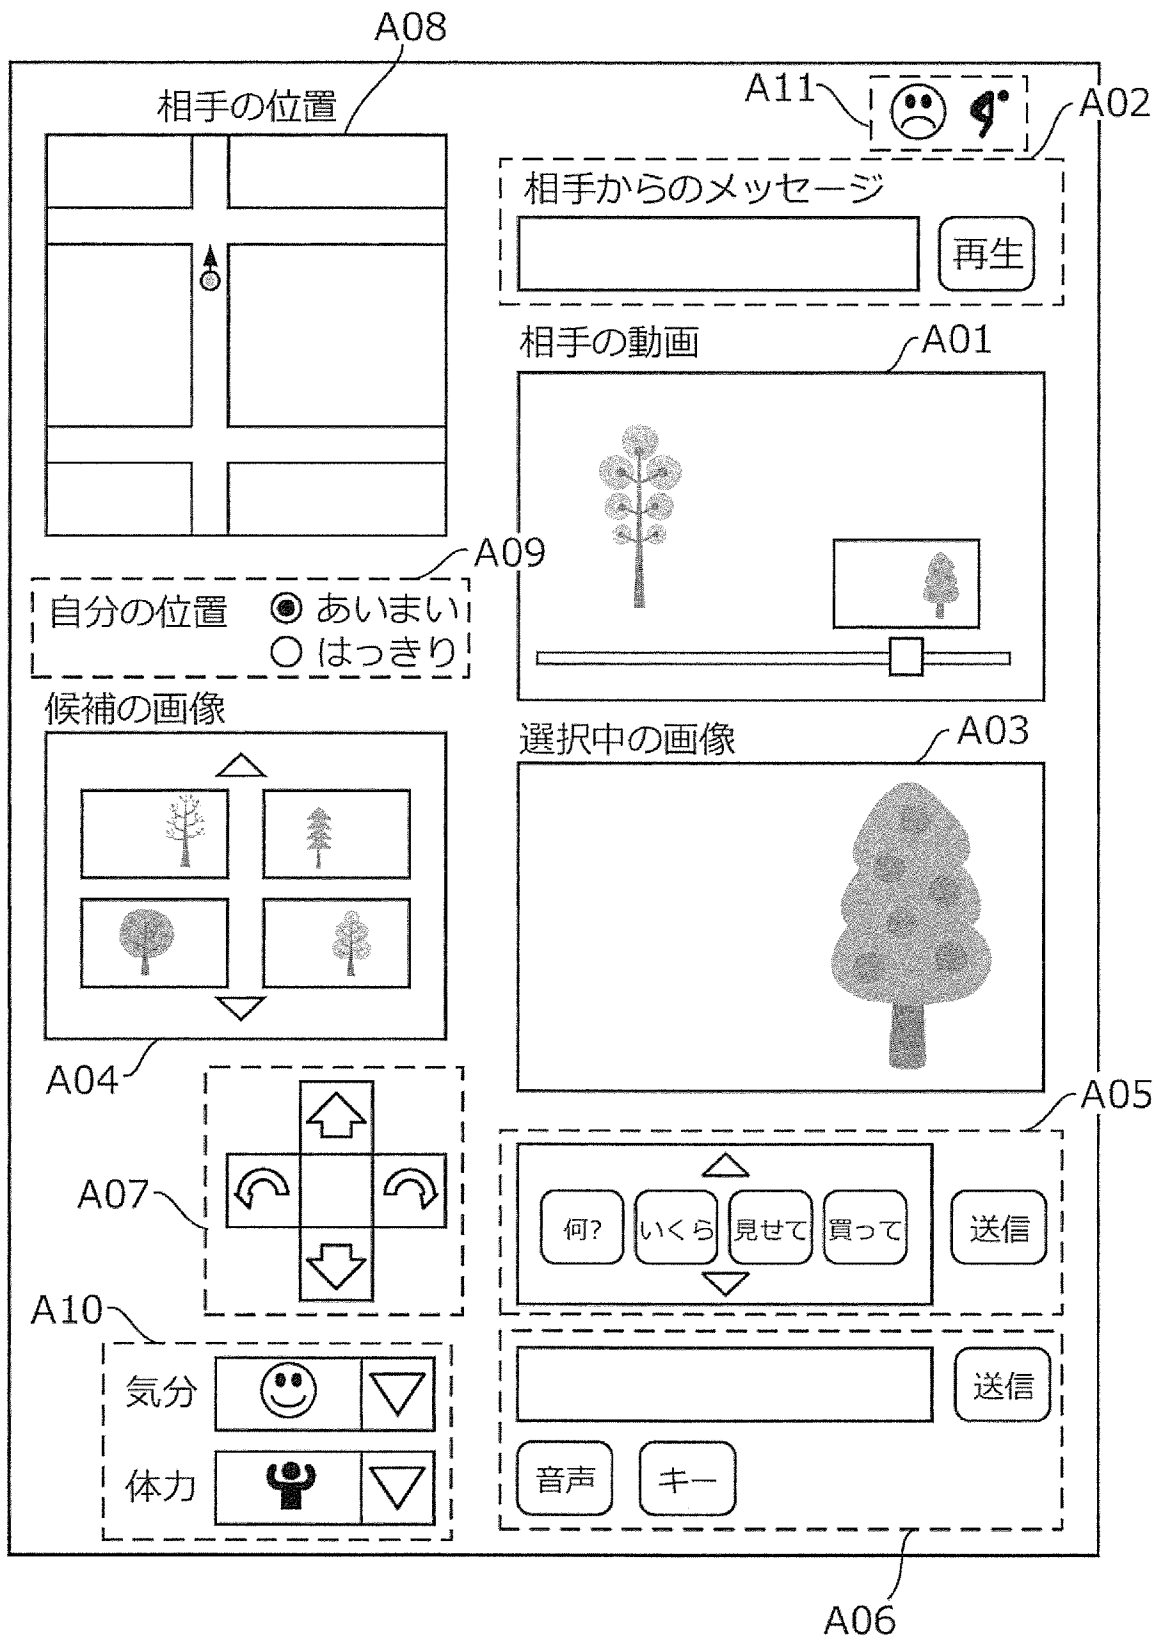 A08
相手の位置
A11
A02
相手からのメッセージ
再生
相手の動画
A01
A09
自分の位置
あいまい
はっきり
候補の画像
選択中の画像
A03
A04
A05
A07
何?
いくら
見せて
買って
送信
A10
気分
体力
送信
音声
キー
A06